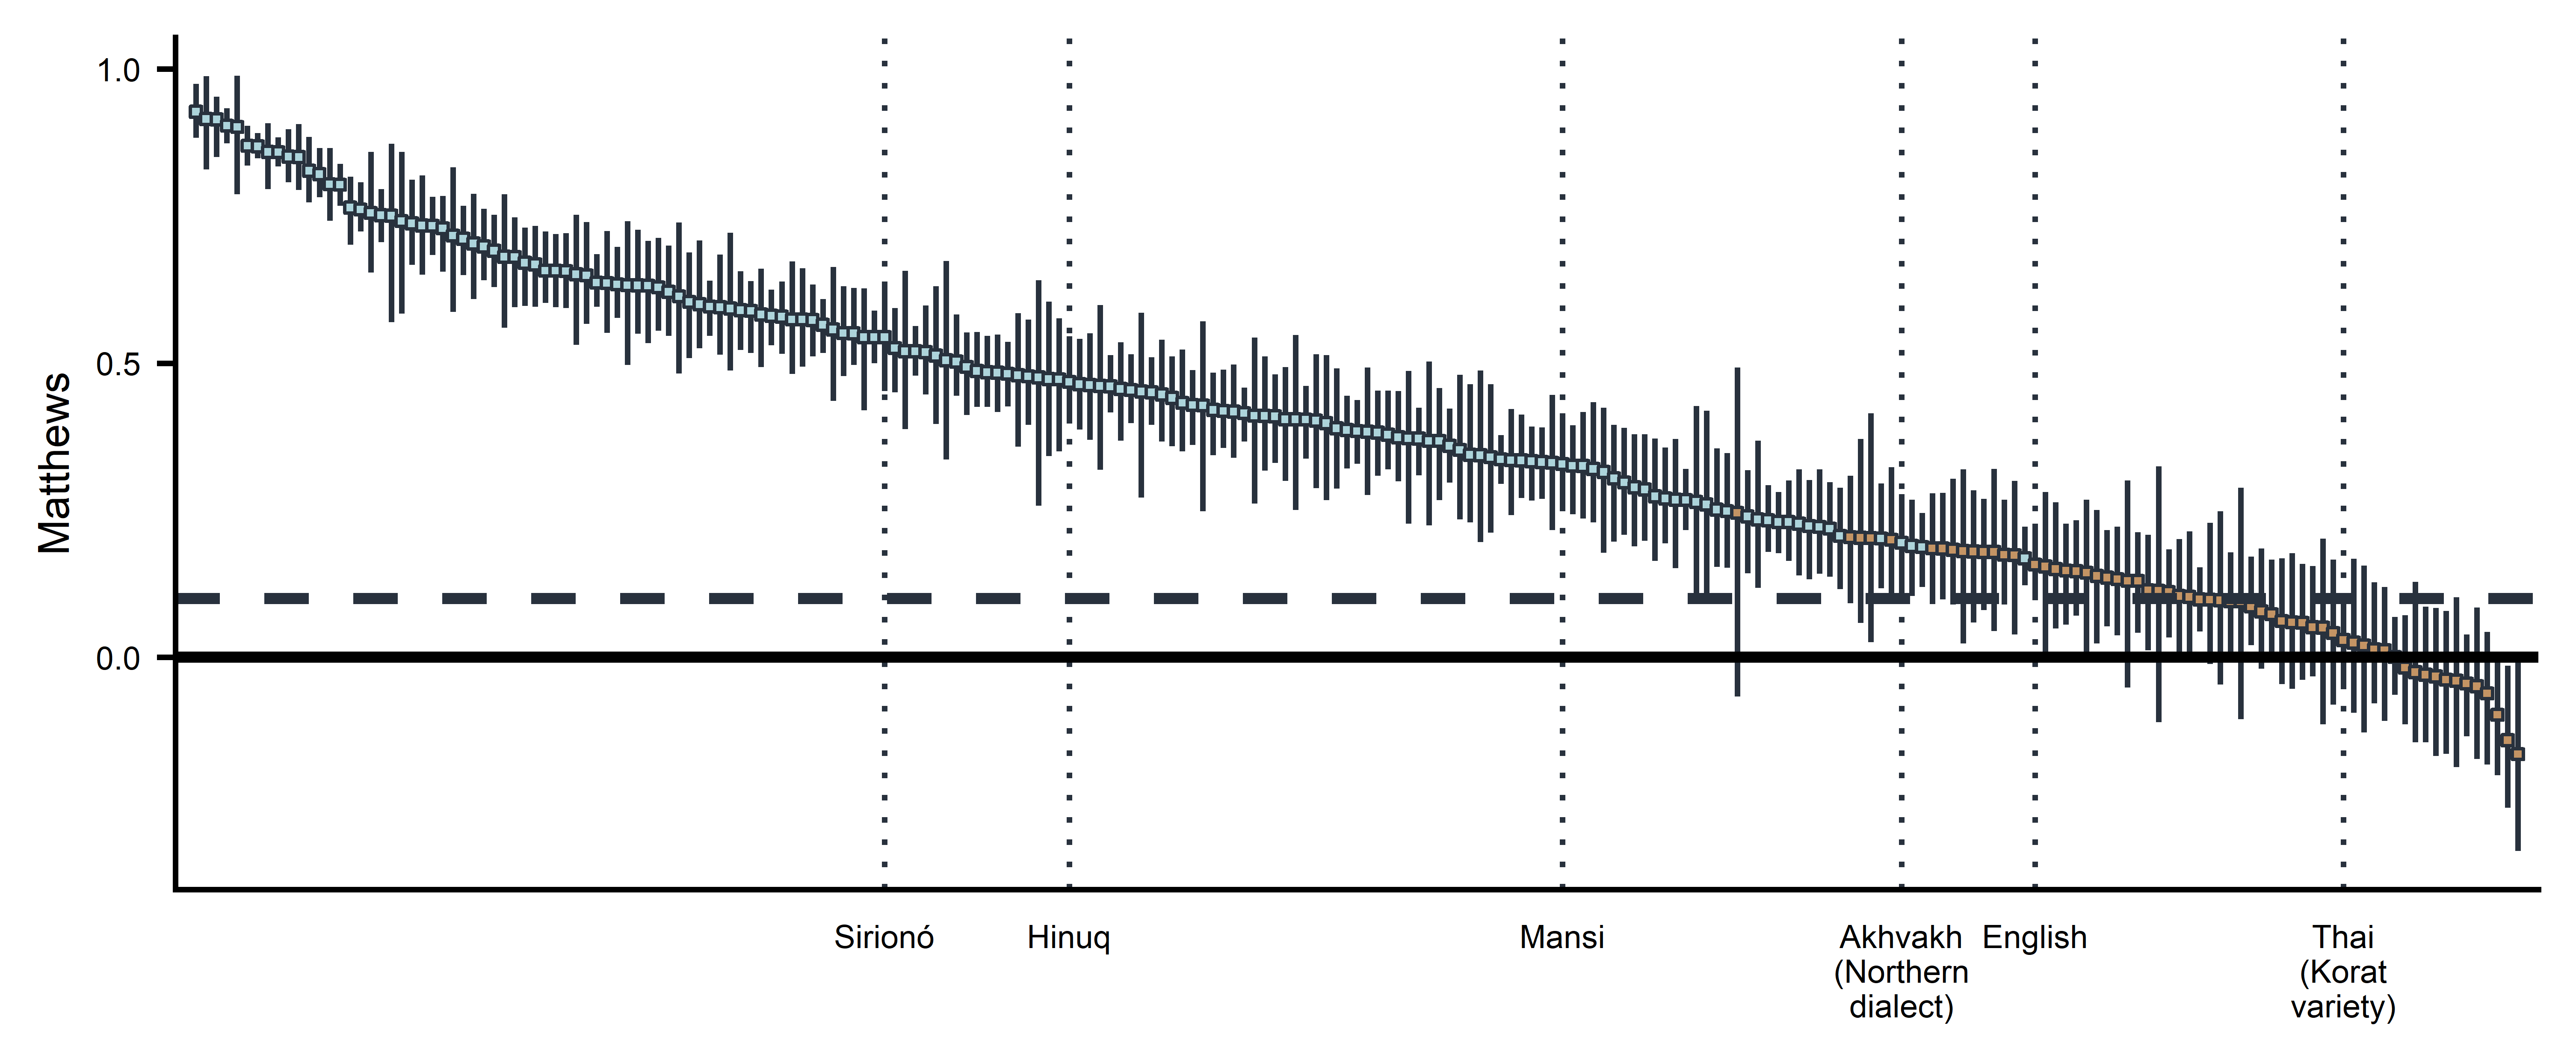 1.0
0.5
0.0
Matthews
Sirionó
Hinuq
Mansi
Akhvakh
(Northern
dialect)
English
Thai
(Korat
variety)